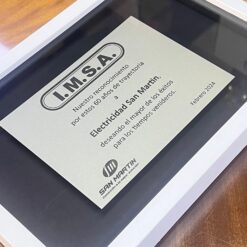 I.M.S.A.
Nuestro reconocimiento
por estos 60 años de trayectoria
a
Electricidad San Martín,
deseando el mayor de los éxitos
para los tiempos venideros.
Febrero 2024
SAN MARTIN